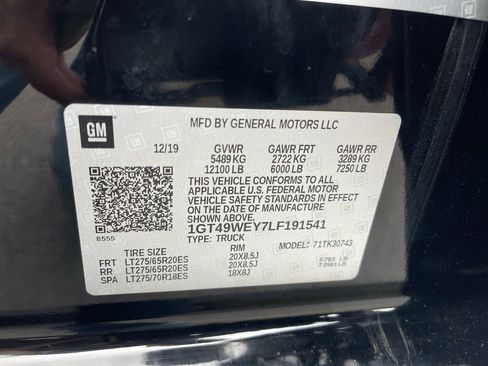 GM
MFD BY GENERAL MOTORS LLC
12/19 GVWR GAWR FRT GAWR RR
5489 KG 2722 KG 3289 KG
12100 LB 6000 LB 7250 LB
THIS VEHICLE CONFORMS TO ALL
APPLICABLE U.S. FEDERAL MOTOR
VEHICLE SAFETY STANDARDS IN EFFECT
ON THE DATE OF MANUFACTURE
1GT49WEY7LF191541
TYPE: TRUCK MODEL: 71TK30743
B555
TIRE SIZE RIM
FRT LT275/65R20ES 20X8.5J
RR LT275/65R20ES 20X8.5J
SPA LT275/70R18ES 18X8J